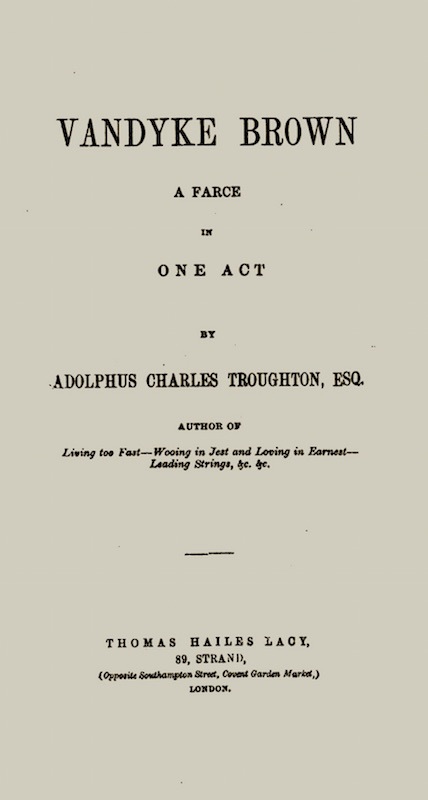 VANDYKE BROWN
A FARCE
IN
ONE ACT
BY
ADOLPHUS CHARLES TROUGHTON, ESQ.
AUTHOR OF
Living too Fast—Wooing in Jest and Loving in Earnest—
Leading Strings, &c. &c.
THOMAS HAILES LACY,
89, STRAND,
(Opposite Southampton Street, Covent Garden Market,)
LONDON.